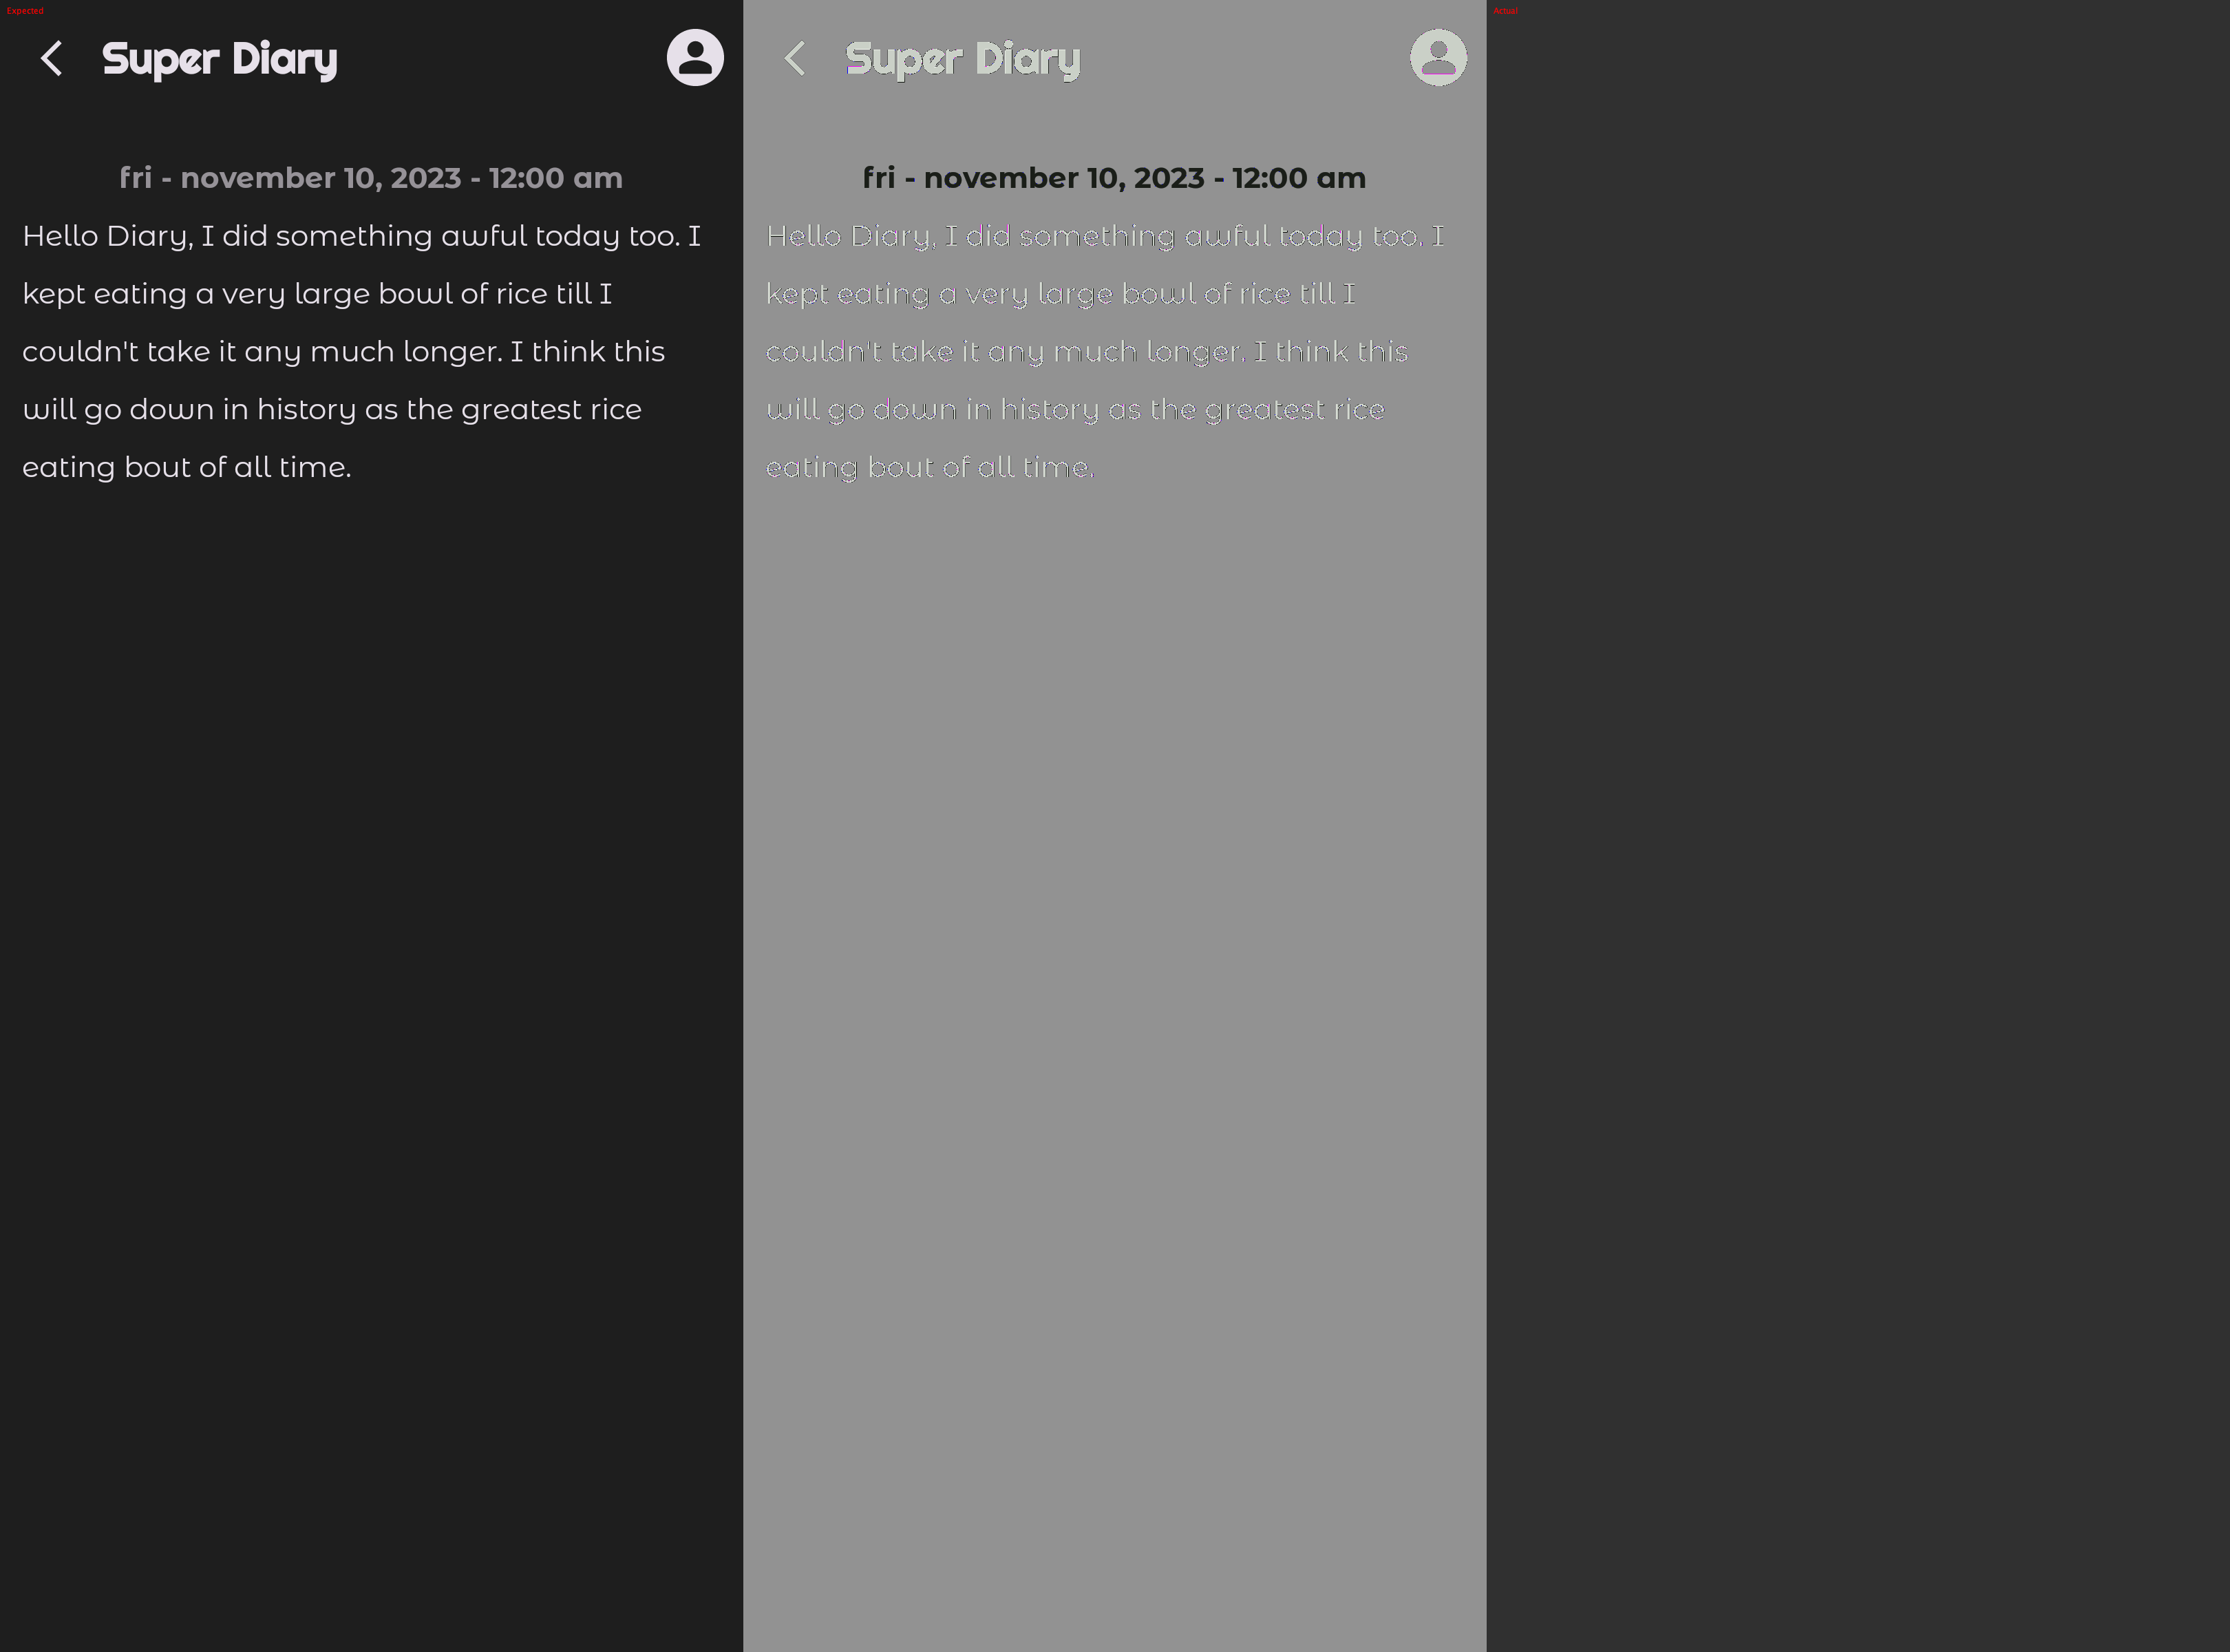 Expected
Super Diary
fri - november 10, 2023 - 12:00 am
Hello Diary, I did something awful today too. I
kept eating a very large bowl of rice till I
couldn't take it any much longer. I think this
will go down in history as the greatest rice
eating bout of all time.
Super Diary
fri - november 10, 2023 - 12:00 am
Hello Diary, I did something awful today too. I
kept eating a very large bowl of rice till I
couldn't take it any much longer. I think this
will go down in history as the greatest rice
eating bout of all time.
Actual